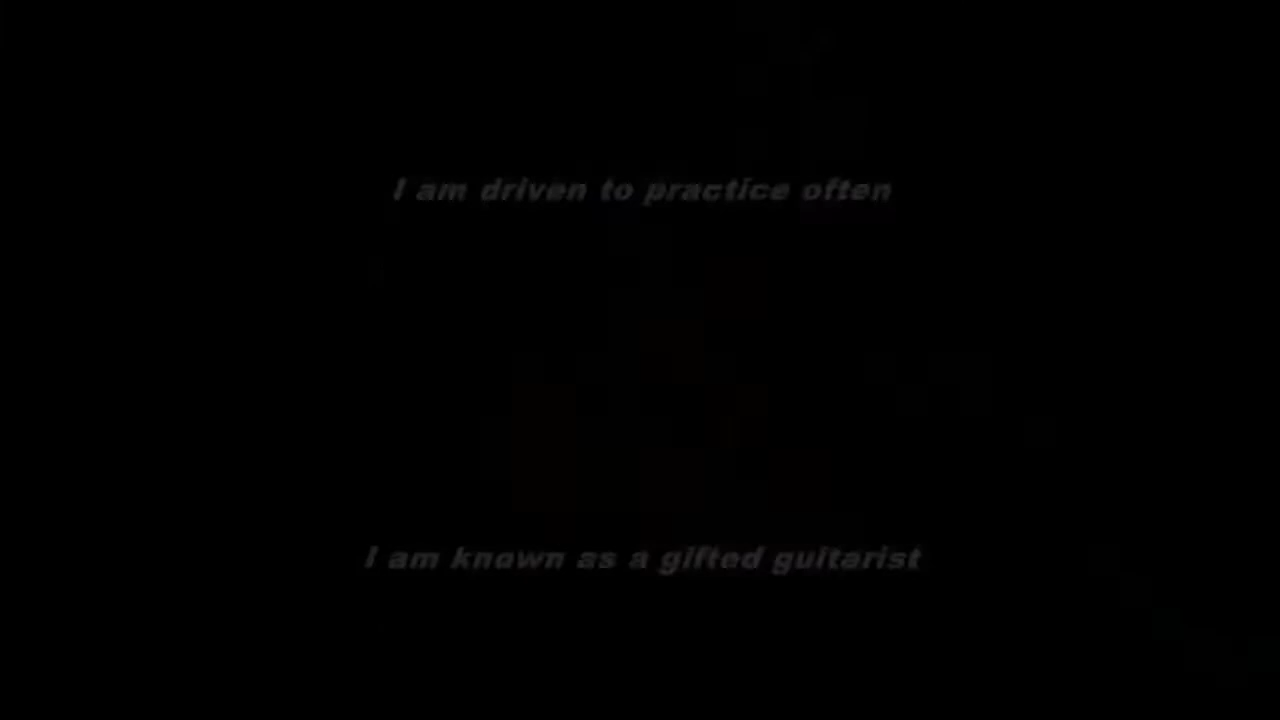 I am driven to practice often
I am known as a gifted guitarist